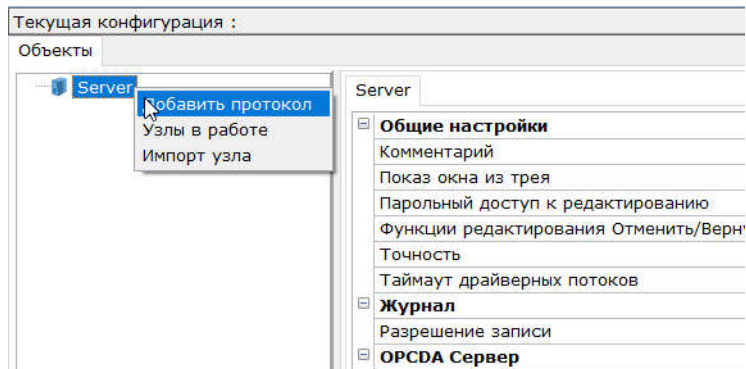 Текущая конфигурация :
Объекты
Server
Добавить протокол
Узлы в работе
Импорт узла
Server
Общие настройки
Комментарий
Показ окна из трея
Парольный доступ к редактированию
Функции редактирования Отменить/Верну
Точность
Таймаут драйверных потоков
Журнал
Разрешение записи
OPCDA Сервер